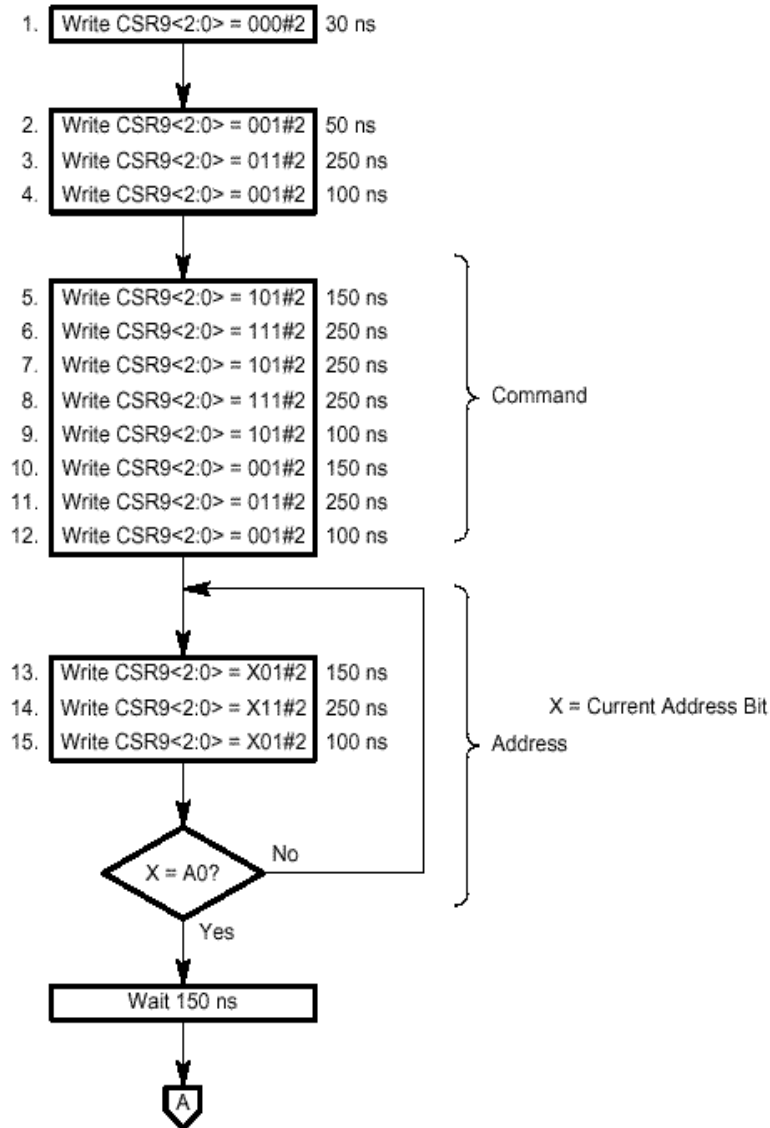 1. Write CSR9<2:0> = 000#2 30 ns
2. Write CSR9<2:0> = 001#2 50 ns
3. Write CSR9<2:0> = 011#2 250 ns
4. Write CSR9<2:0> = 001#2 100 ns
5. Write CSR9<2:0> = 101#2 150 ns
6. Write CSR9<2:0> = 111#2 250 ns
7. Write CSR9<2:0> = 101#2 250 ns
8. Write CSR9<2:0> = 111#2 250 ns
9. Write CSR9<2:0> = 101#2 100 ns
10. Write CSR9<2:0> = 001#2 150 ns
11. Write CSR9<2:0> = 011#2 250 ns
12. Write CSR9<2:0> = 001#2 100 ns
Command
13. Write CSR9<2:0> = X01#2 150 ns
14. Write CSR9<2:0> = X11#2 250 ns
15. Write CSR9<2:0> = X01#2 100 ns
X = Current Address Bit
Address
X = A0?
No
Yes
Wait 150 ns
A